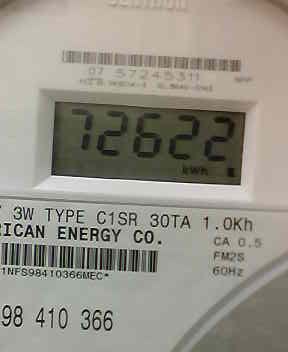 07 57245311
72622
kWh
3W TYPE C1SR 30TA 1.0Kh
RICAN ENERGY CO.
CA 0.5
FM2S
60Hz
1NFS98410366MEC*
98 410 366